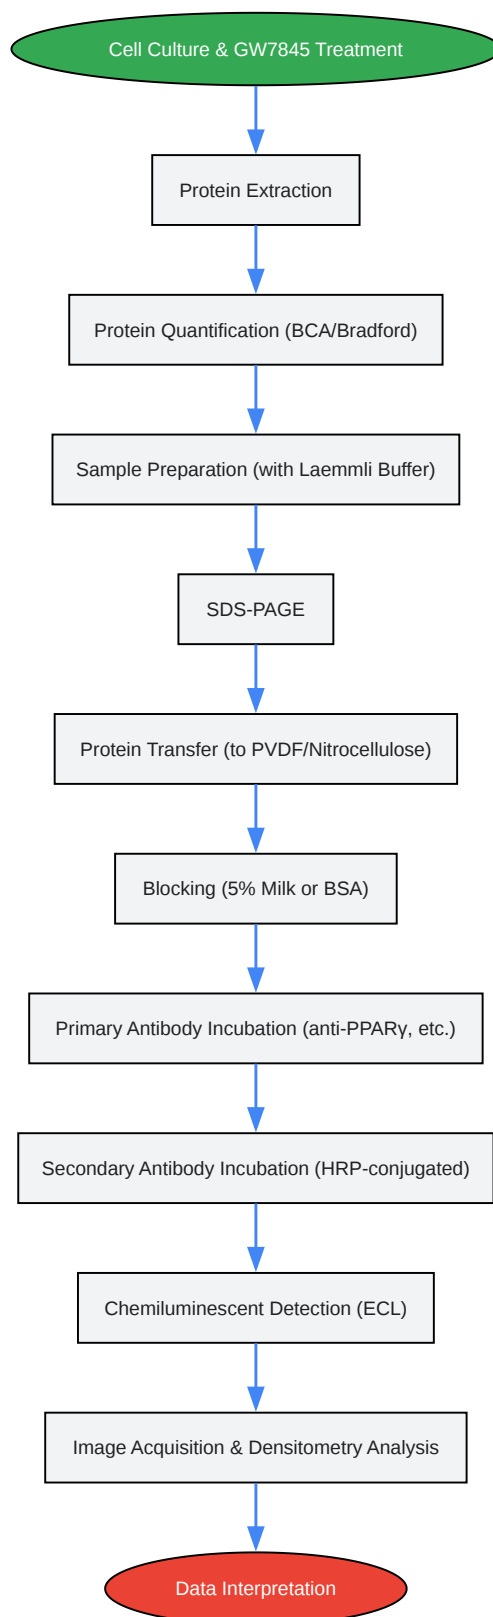 Cell Culture & GW7845 Treatment
Protein Extraction
Protein Quantification (BCA/Bradford)
Sample Preparation (with Laemmli Buffer)
SDS-PAGE
Protein Transfer (to PVDF/Nitrocellulose)
Blocking (5% Milk or BSA)
Primary Antibody Incubation (anti-PPARγ, etc.)
Secondary Antibody Incubation (HRP-conjugated)
Chemiluminescent Detection (ECL)
Image Acquisition & Densitometry Analysis
Data Interpretation